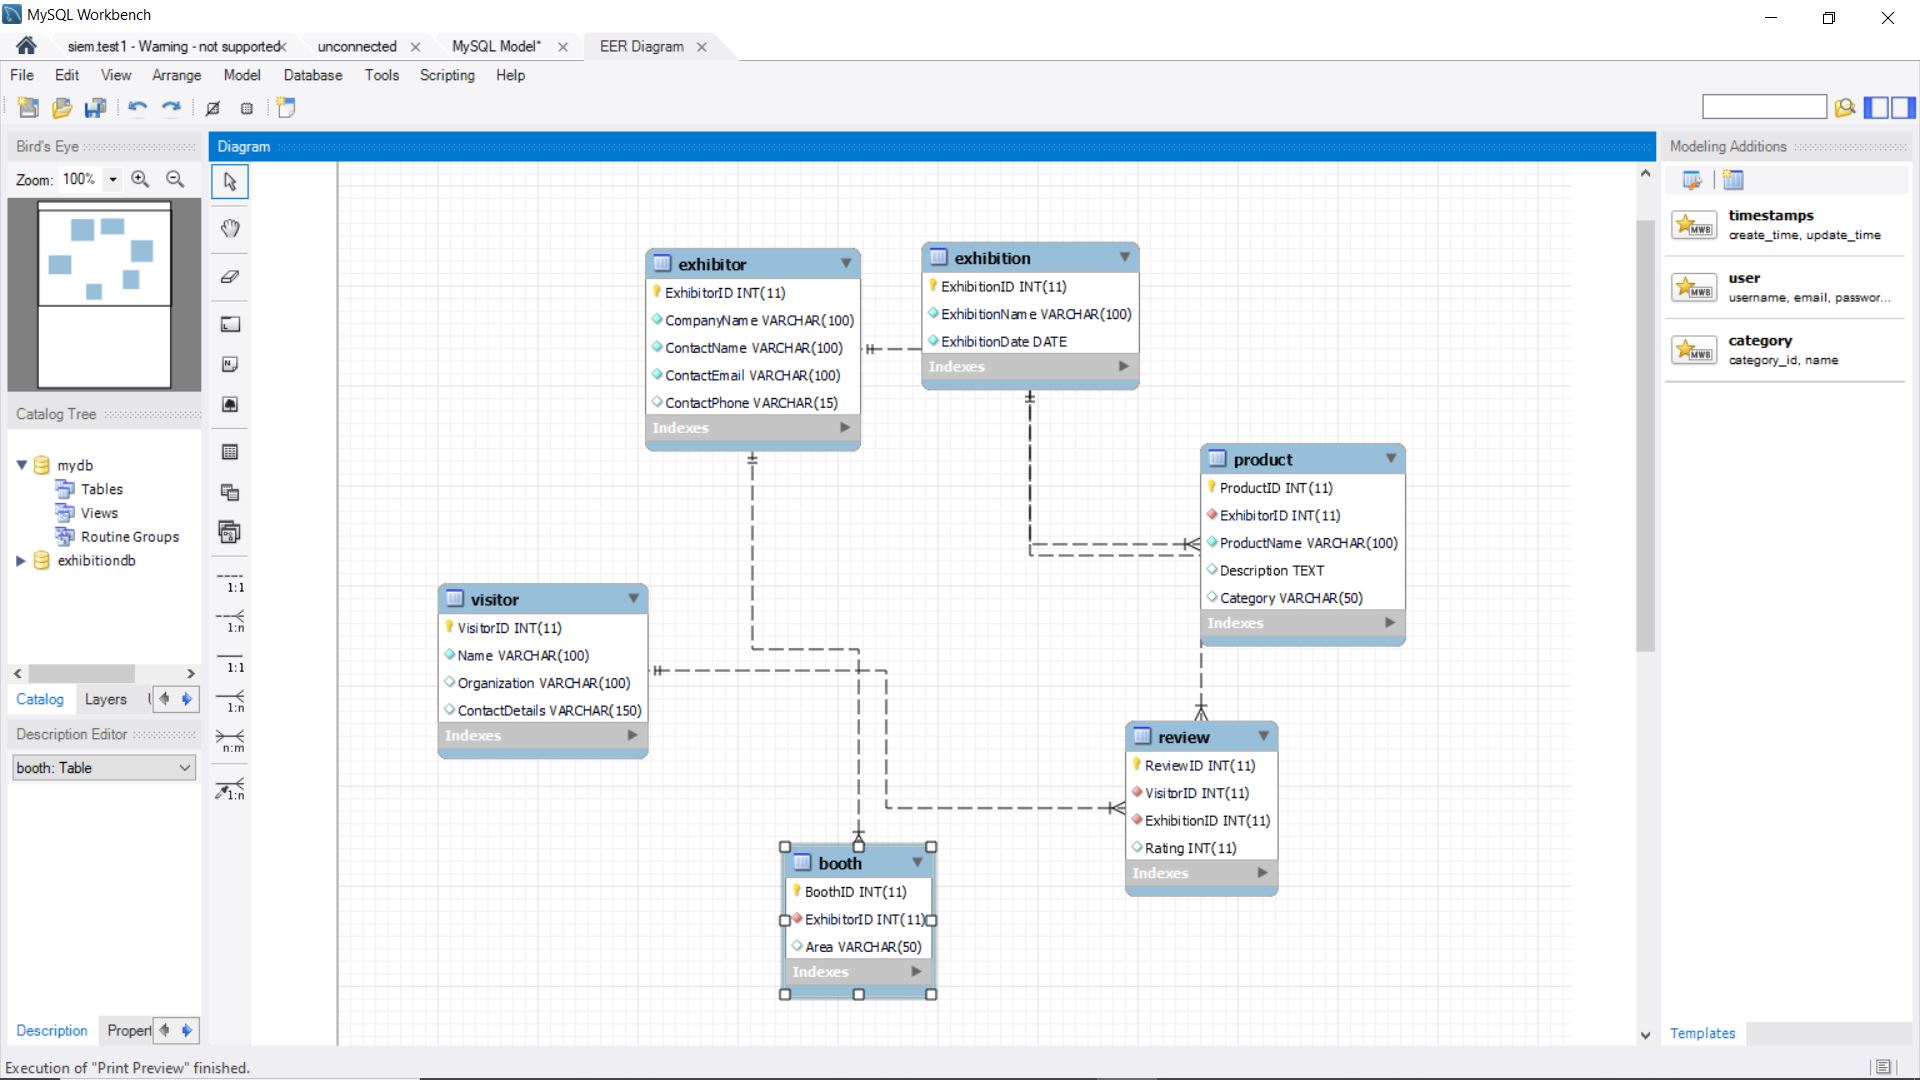 MySQL Workbench
siem.test1 - Warning - not supported
unconnected
MySQL Model*
EER Diagram
File Edit View Arrange Model Database Tools Scripting Help
Bird's Eye
Zoom: 100%
Catalog Tree
mydb
Tables
Views
Routine Groups
exhibitiondb
Catalog Layers
Description Editor
booth: Table
Description Propert
1:1
1:n
1:1
1:n
n:m
1:n
Diagram
exhibitor
ExhibitorID INT(11)
CompanyName VARCHAR(100)
ContactName VARCHAR(100)
ContactEmail VARCHAR(100)
ContactPhone VARCHAR(15)
Indexes
exhibition
ExhibitionID INT(11)
ExhibitionName VARCHAR(100)
ExhibitionDate DATE
Indexes
product
ProductID INT(11)
ExhibitorID INT(11)
ProductName VARCHAR(100)
Description TEXT
Category VARCHAR(50)
Indexes
visitor
VisitorID INT(11)
Name VARCHAR(100)
Organization VARCHAR(100)
ContactDetails VARCHAR(150)
Indexes
review
ReviewID INT(11)
VisitorID INT(11)
ExhibitionID INT(11)
Rating INT(11)
Indexes
booth
BoothID INT(11)
ExhibitorID INT(11)
Area VARCHAR(50)
Indexes
Modeling Additions
timestamps
create_time, update_time
user
username, email, passwor...
category
category_id, name
Templates
Execution of "Print Preview" finished.